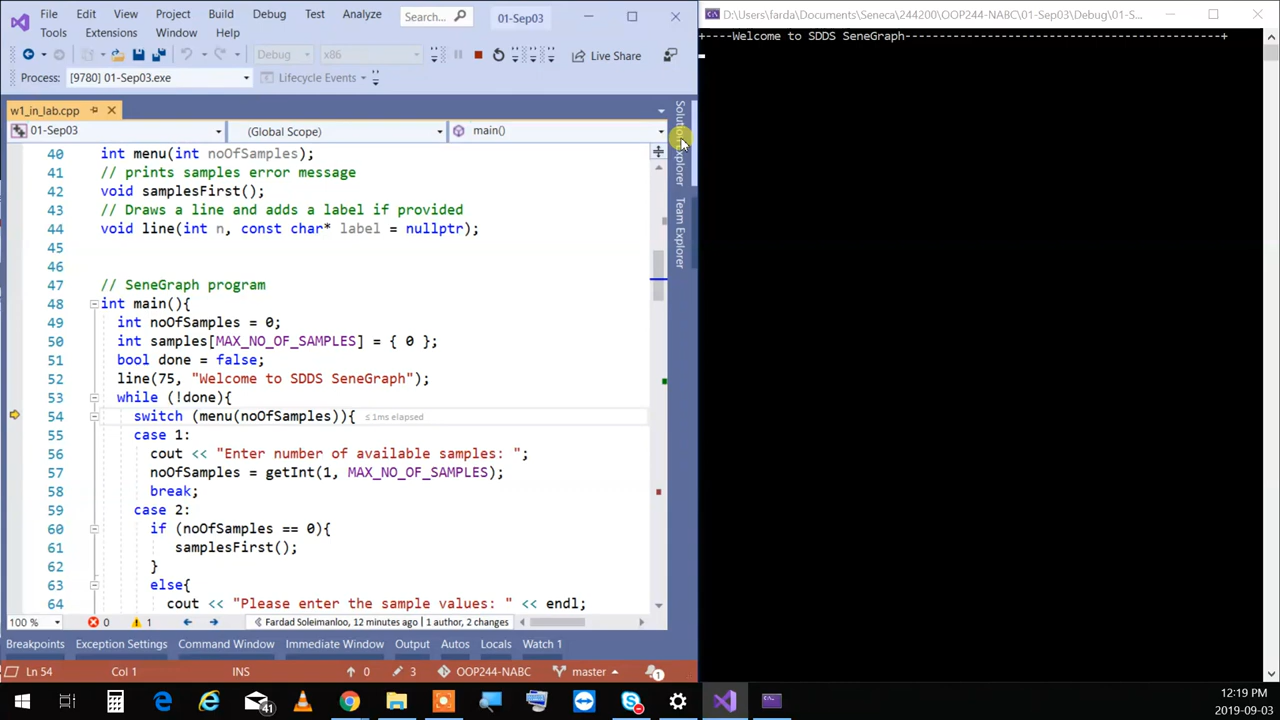 File Edit View Project Build Debug Test Analyze Search... 01-Sep03
Tools Extensions Window Help
Debug x86 Live Share
Process: [9780] 01-Sep03.exe Lifecycle Events
w1_in_lab.cpp
01-Sep03 (Global Scope) main()
40 int menu(int noOfSamples);
41 // prints samples error message
42 void samplesFirst();
43 // Draws a line and adds a label if provided
44 void line(int n, const char* label = nullptr);
45
46
47 // SeneGraph program
48 int main(){
49 int noOfSamples = 0;
50 int samples[MAX_NO_OF_SAMPLES] = { 0 };
51 bool done = false;
52 line(75, "Welcome to SDDS SeneGraph");
53 while (!done){
54 switch (menu(noOfSamples)){ ≤ 1ms elapsed
55 case 1:
56 cout << "Enter number of available samples: ";
57 noOfSamples = getInt(1, MAX_NO_OF_SAMPLES);
58 break;
59 case 2:
60 if (noOfSamples == 0){
61 samplesFirst();
62 }
63 else{
64 cout << "Please enter the sample values: " << endl;
100 % 0 1 Fardad Soleimanloo, 12 minutes ago | 1 author, 2 changes
Breakpoints Exception Settings Command Window Immediate Window Output Autos Locals Watch 1
Ln 54 Col 1 INS 0 3 OOP244-NABC master 1
Solution Explorer
Team Explorer
D:\Users\farda\Documents\Seneca\244200\OOP244-NABC\01-Sep03\Debug\01-S...
+----Welcome to SDDS SeneGraph--------------------------------------------+
41
12:19 PM
2019-09-03